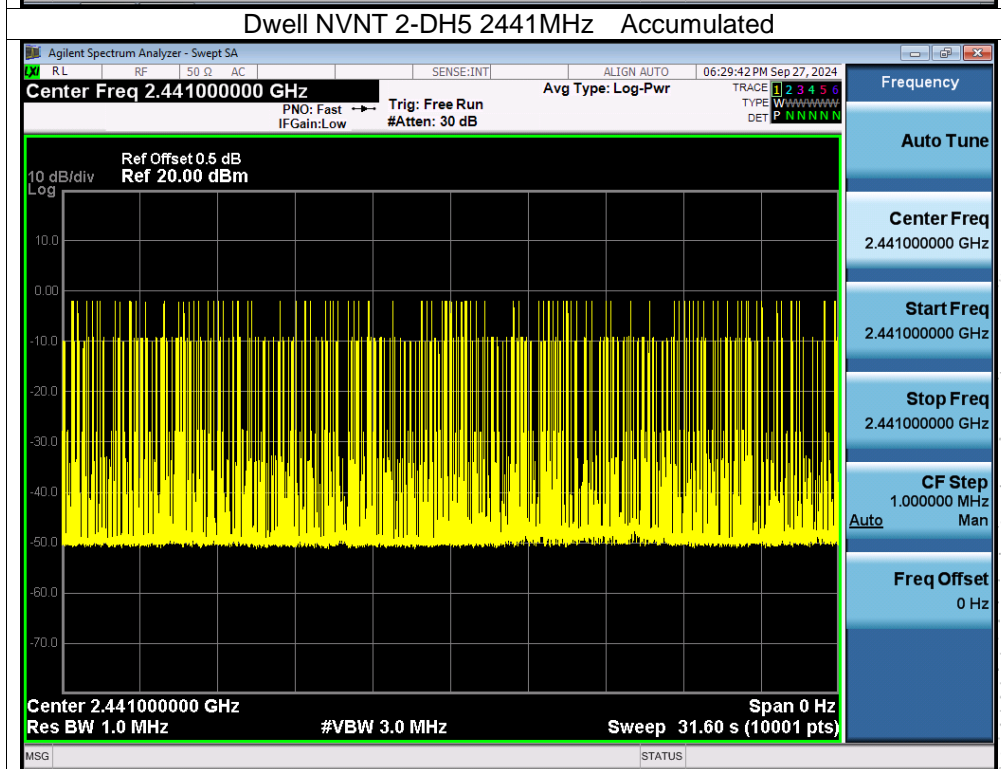 Dwell NVNT 2-DH5 2441MHz Accumulated
Agilent Spectrum Analyzer - Swept SA
LXI RL RF 50 Ω AC SENSE:INT ALIGN AUTO 06:29:42 PM Sep 27, 2024
Center Freq 2.441000000 GHz
PNO: Fast
IFGain:Low
Trig: Free Run
#Atten: 30 dB
Avg Type: Log-Pwr
TRACE 1 2 3 4 5 6
TYPE WWWWWWW
DET P N N N N N
Frequency
Auto Tune
Center Freq
2.441000000 GHz
Start Freq
2.441000000 GHz
Stop Freq
2.441000000 GHz
CF Step
1.000000 MHz
Auto Man
Freq Offset
0 Hz
Ref Offset 0.5 dB
10 dB/div Ref 20.00 dBm
Log
10.0
0.00
-10.0
-20.0
-30.0
-40.0
-50.0
-60.0
-70.0
Center 2.441000000 GHz Span 0 Hz
Res BW 1.0 MHz #VBW 3.0 MHz Sweep 31.60 s (10001 pts)
MSG STATUS